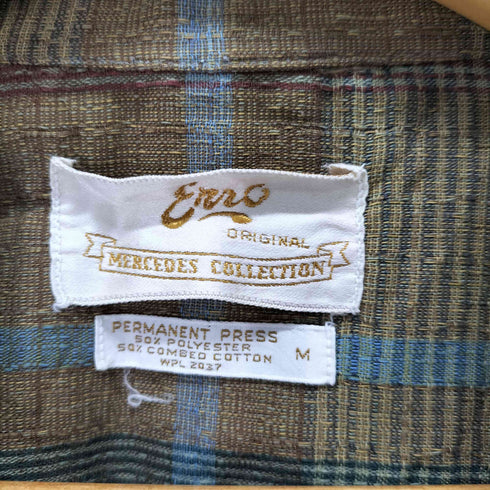 Enro
ORIGINAL
MERCEDES COLLECTION
PERMANENT PRESS
50% POLYESTER
50% COMBED COTTON
WPL 2037
M